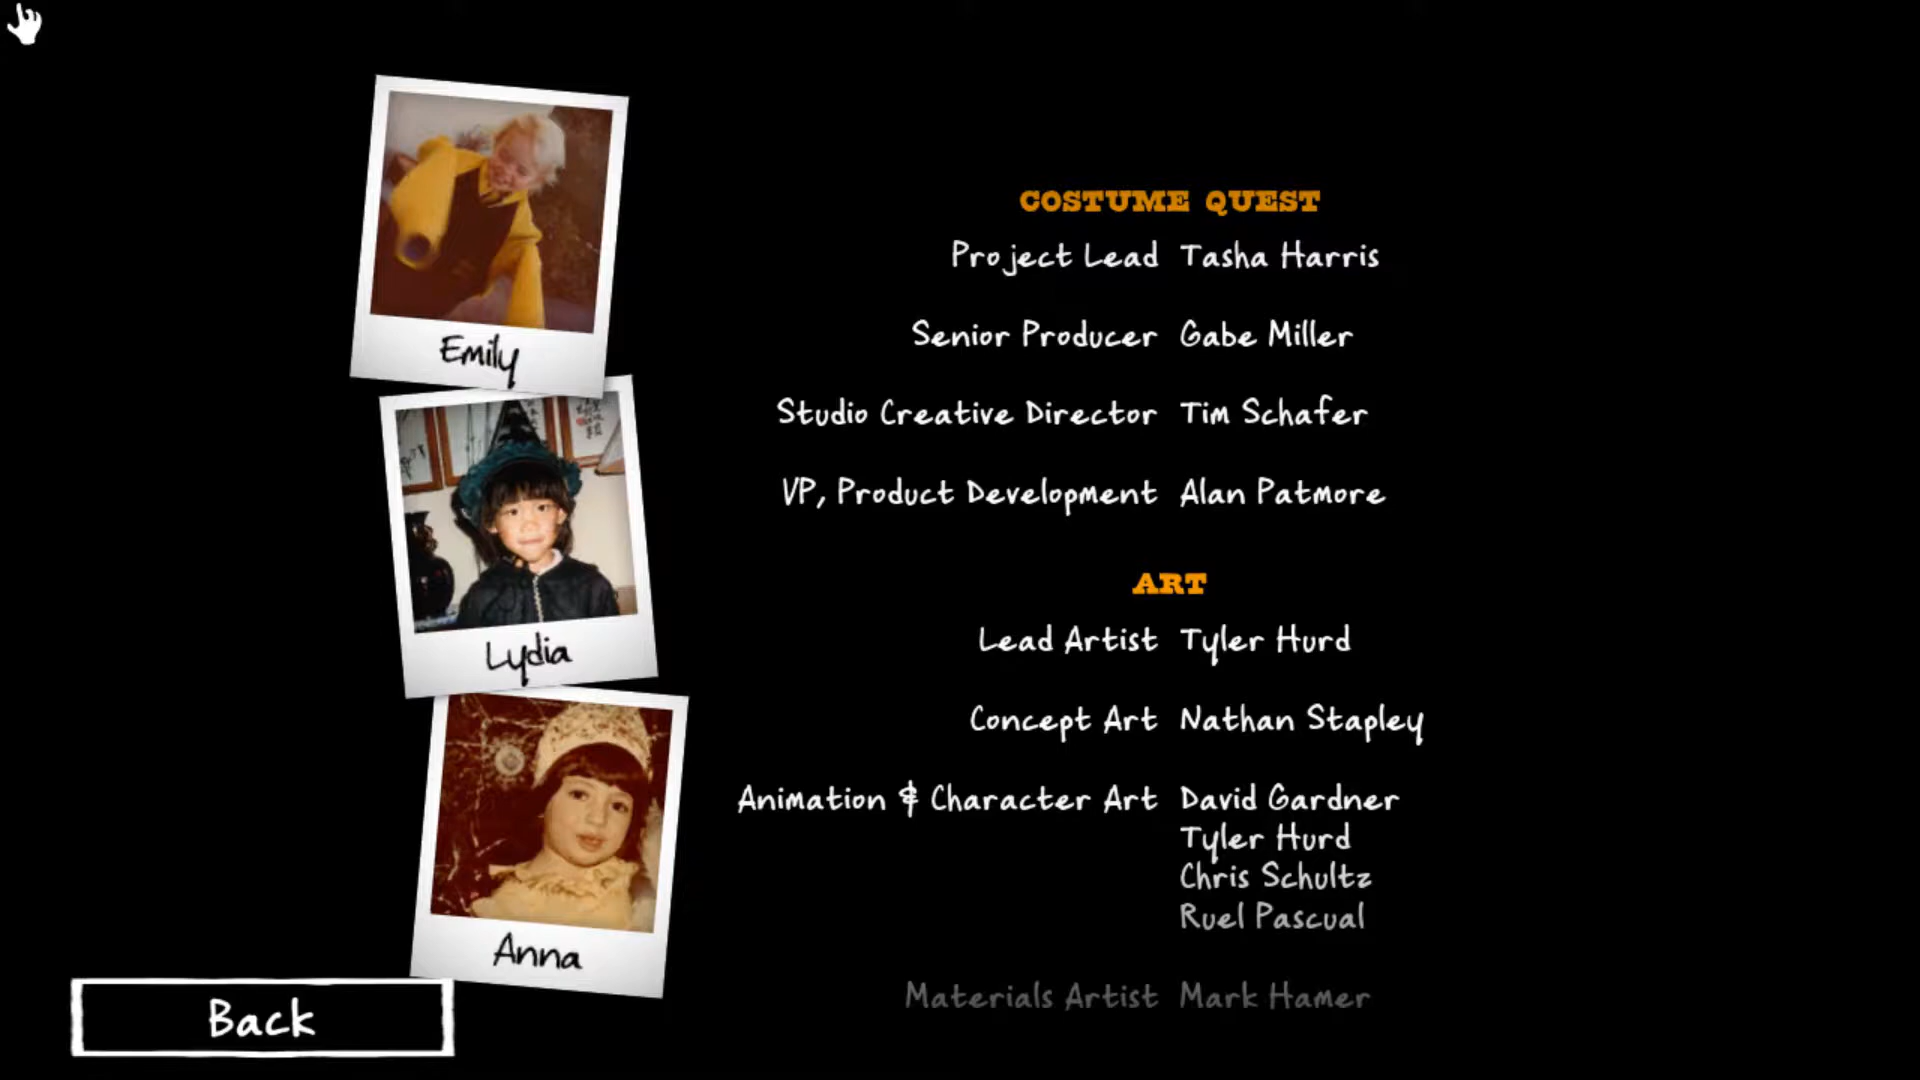 Emily
Lydia
Anna
COSTUME QUEST
Project Lead Tasha Harris
Senior Producer Gabe Miller
Studio Creative Director Tim Schafer
VP, Product Development Alan Patmore
ART
Lead Artist Tyler Hurd
Concept Art Nathan Stapley
Animation & Character Art David Gardner
Tyler Hurd
Chris Schultz
Ruel Pascual
Materials Artist Mark Hamer
Back